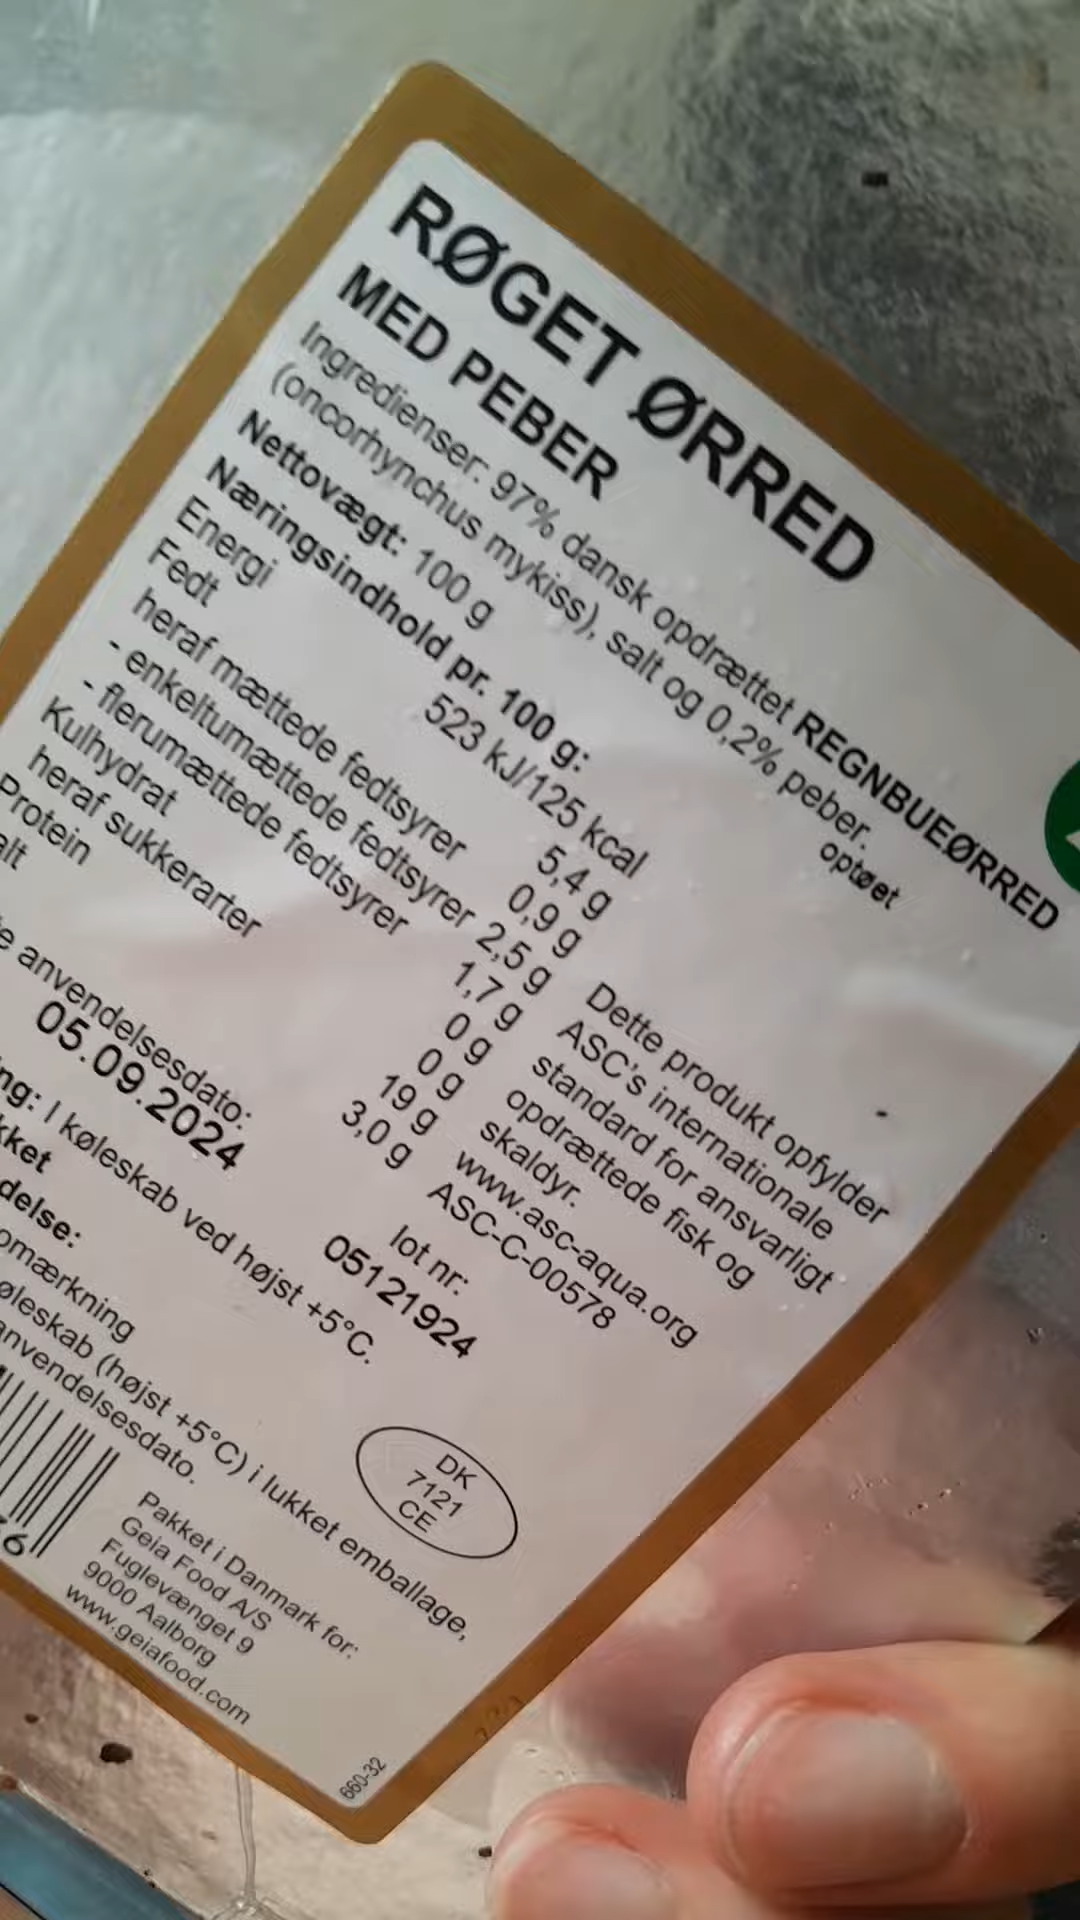 RØGET ØRRED
MED PEBER
Ingredienser: 97% dansk opdrættet REGNBUEØRRED
(oncorhynchus mykiss), salt og 0,2% peber.
Nettovægt: 100 g
optøet
Næringsindhold pr. 100 g:
Energi 523 kJ/125 kcal
Fedt 5,4 g
heraf mættede fedtsyrer 0,9 g
- enkeltumættede fedtsyrer 2,5 g
- flerumættede fedtsyrer 1,7 g
Kulhydrat 0 g
heraf sukkerarter 0 g
Protein 19 g
alt 3,0 g
Dette produkt opfylder
ASC's internationale
standard for ansvarligt
opdrættede fisk og
skaldyr.
www.asc-aqua.org
ASC-C-00578
e anvendelsesdato:
05.09.2024
lot nr:
05121924
ng: I køleskab ved højst +5°C.
kket
delse:
omærkning
øleskab (højst +5°C) i lukket emballage,
anvendelsesdato.
DK
7121
CE
Pakket i Danmark for:
Geia Food A/S
Fuglevænget 9
9000 Aalborg
www.geiafood.com
660-32